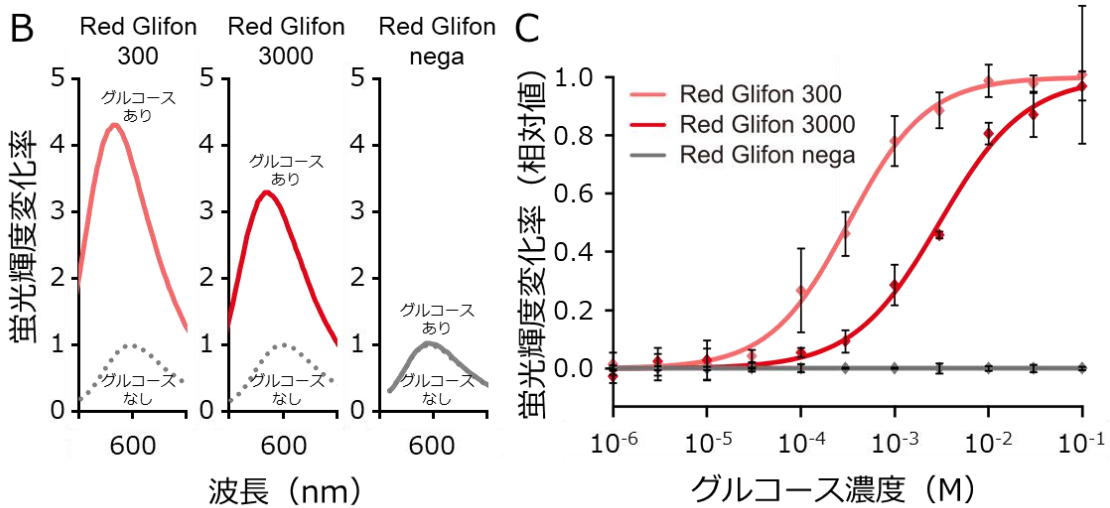 B
Red Glifon
300
Red Glifon
3000
Red Glifon
nega
蛍光輝度変化率
5
4
3
2
1
0
グルコース
あり
グルコース
なし
600
5
4
3
2
1
0
グルコース
あり
グルコース
なし
600
5
4
3
2
1
0
グルコース
あり
グルコース
なし
600
波長（nm）
C
蛍光輝度変化率（相対値）
1.0
0.8
0.6
0.4
0.2
0.0
Red Glifon 300
Red Glifon 3000
Red Glifon nega
10⁻⁶ 10⁻⁵ 10⁻⁴ 10⁻³ 10⁻² 10⁻¹
グルコース濃度（M）